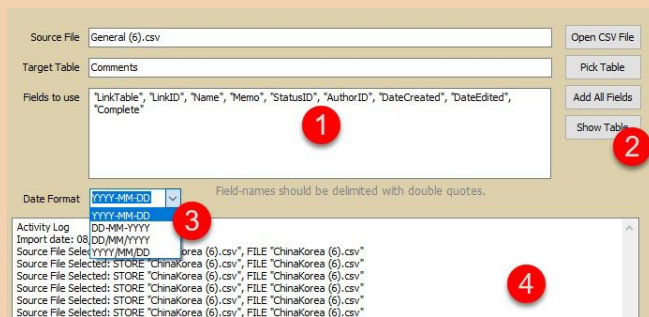 Source File General (6).csv Open CSV File
Target Table Comments Pick Table
Fields to use "LinkTable", "LinkID", "Name", "Memo", "StatusID", "AuthorID", "DateCreated", "DateEdited", Add All Fields
"Complete"
1
Show Table
2
Date Format YYYY-MM-DD Field-names should be delimited with double quotes.
YYYY-MM-DD
DD-MM-YYYY
DD/MM/YYYY
YYYY/MM/DD
3
Activity Log
Import date: 08
Source File Sele orea (6).csv", FILE "ChinaKorea (6).csv"
Source File Selected: STORE "ChinaKorea (6).csv", FILE "ChinaKorea (6).csv"
Source File Selected: STORE "ChinaKorea (6).csv", FILE "ChinaKorea (6).csv"
Source File Selected: STORE "ChinaKorea (6).csv", FILE "ChinaKorea (6).csv"
Source File Selected: STORE "ChinaKorea (6).csv", FILE "ChinaKorea (6).csv"
Source File Selected: STORE "ChinaKorea (6).csv", FILE "ChinaKorea (6).csv"
4